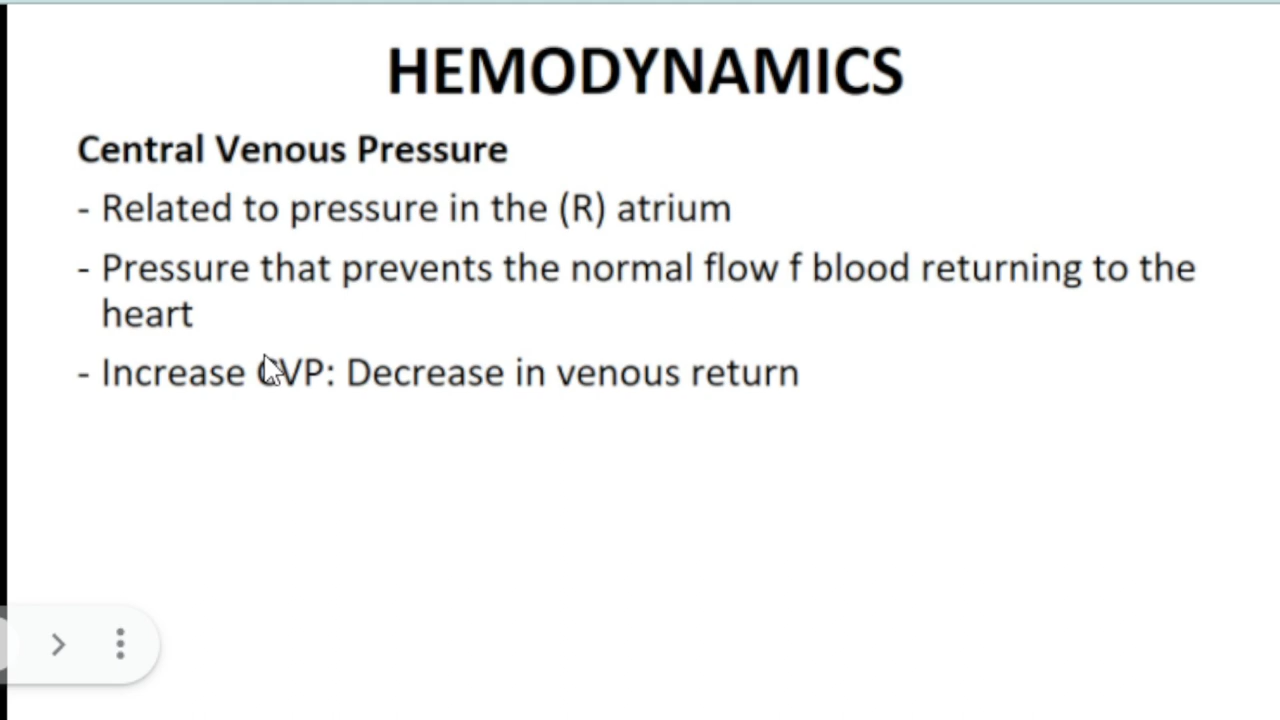 HEMODYNAMICS
Central Venous Pressure
- Related to pressure in the (R) atrium
- Pressure that prevents the normal flow f blood returning to the
heart
- Increase CVP: Decrease in venous return